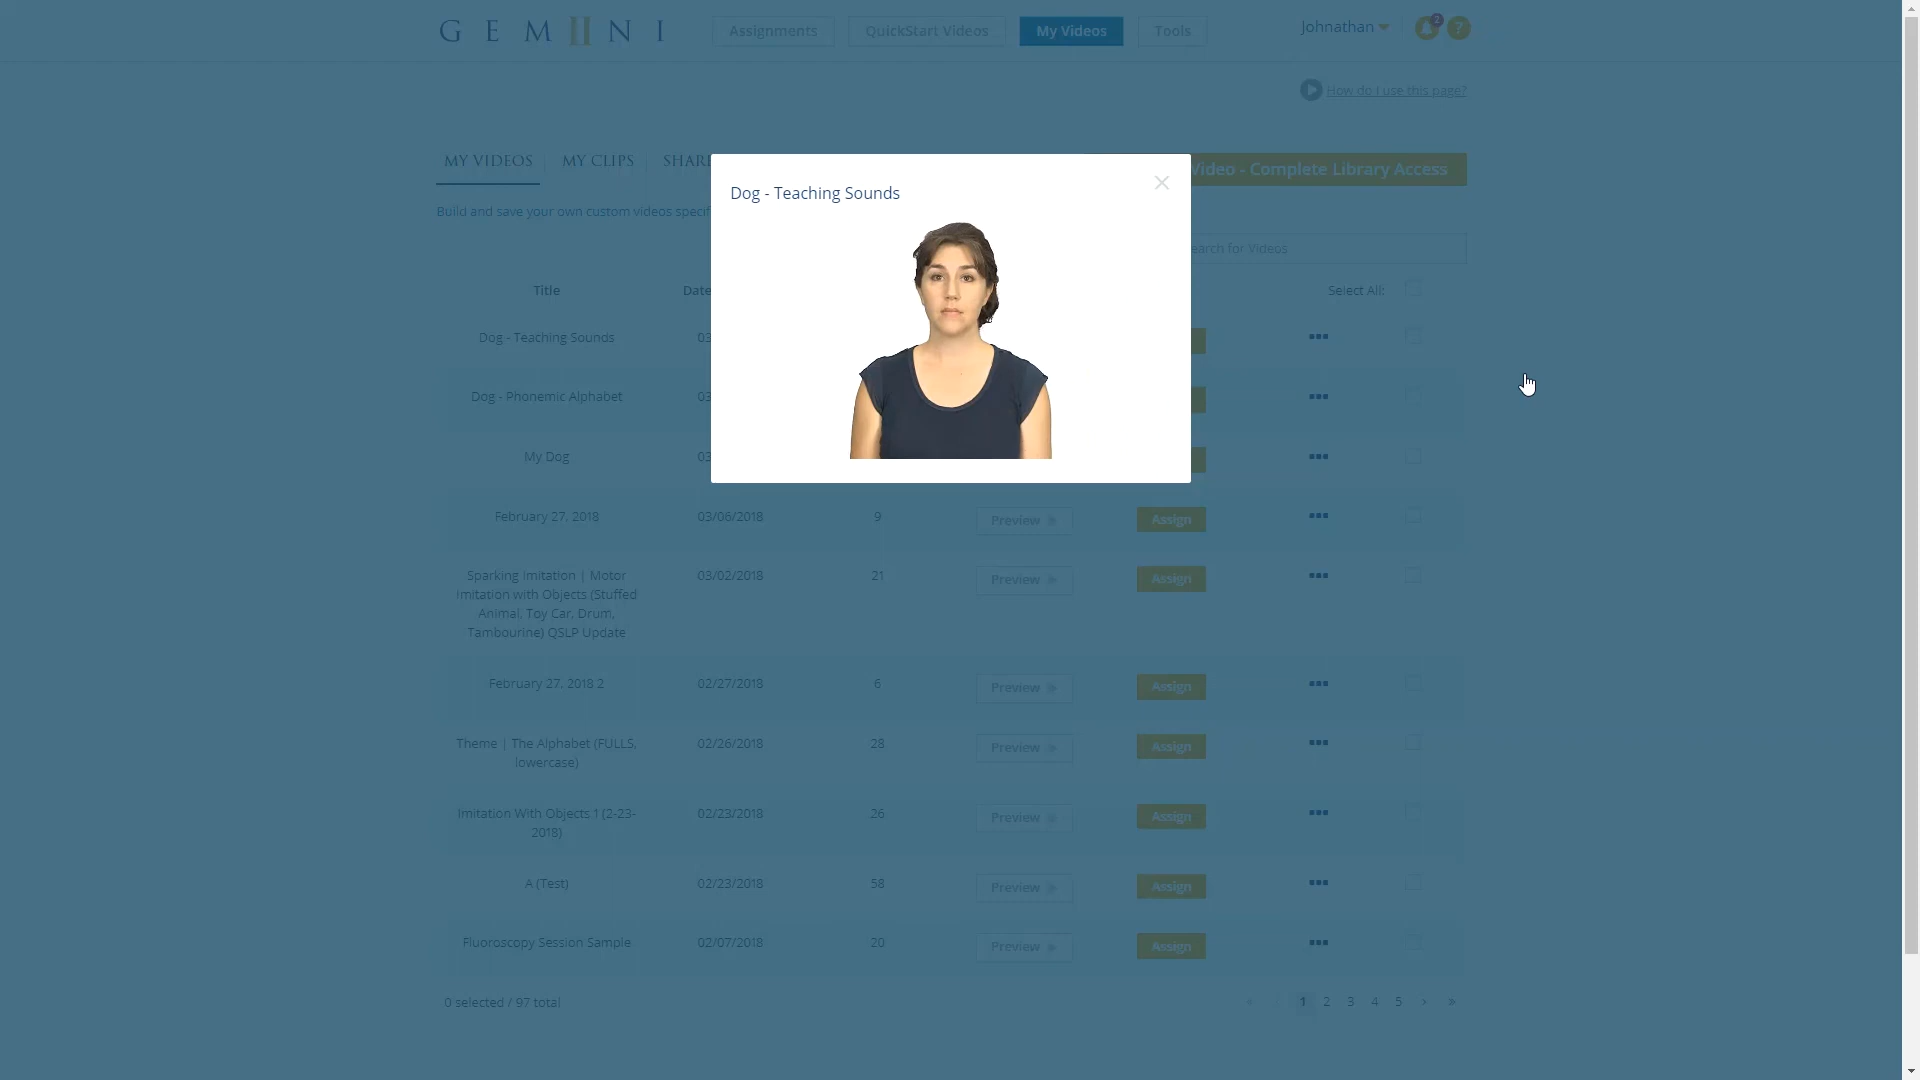 GEMIINI
Assignments
QuickStart Videos
My Videos
Tools
Johnathan
2
?
How do I use this page?
MY VIDEOS
MY CLIPS
Video - Complete Library Access
Build and save your own custom videos
Dog - Teaching Sounds
Search for Videos
Title
Date
Select All:
Dog - Teaching Sounds
03
Dog - Phonemic Alphabet
03
My Dog
03
February 27, 2018
03/06/2018
9
Preview
Assign
Sparking Imitation | Motor
Imitation with Objects (Stuffed
Animal, Toy Car, Drum,
Tambourine) QSLP Update
03/02/2018
21
Preview
Assign
February 27, 2018 2
02/27/2018
6
Preview
Assign
Theme | The Alphabet (FULLS,
lowercase)
02/26/2018
28
Preview
Assign
Imitation With Objects 1 (2-23-
2018)
02/23/2018
26
Preview
Assign
A (Test)
02/23/2018
58
Preview
Assign
Fluoroscopy Session Sample
02/07/2018
20
Preview
Assign
0 selected / 97 total
1 2 3 4 5 › »